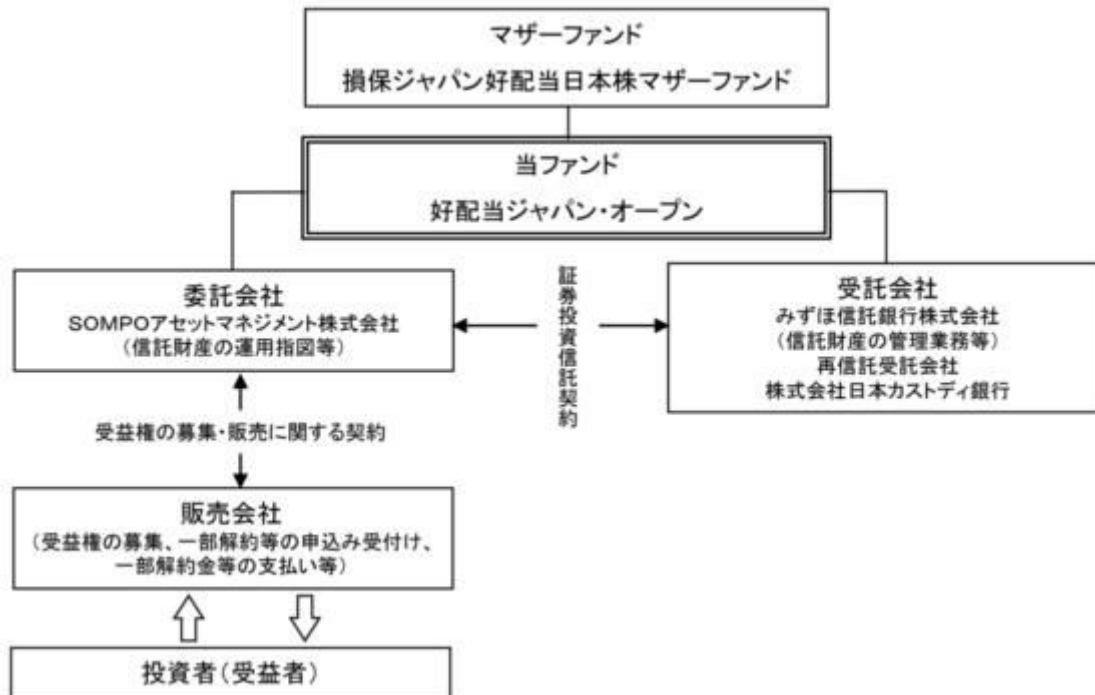 マザーファンド
損保ジャパン好配当日本株マザーファンド
当ファンド
好配当ジャパン・オープン
委託会社
SOMPOアセットマネジメント株式会社
(信託財産の運用指図等)
証券投資信託契約
受託会社
みずほ信託銀行株式会社
(信託財産の管理業務等)
再信託受託会社
株式会社日本カストディ銀行
受益権の募集・販売に関する契約
販売会社
(受益権の募集、一部解約等の申込み受付け、
一部解約金等の支払い等)
投資者(受益者)